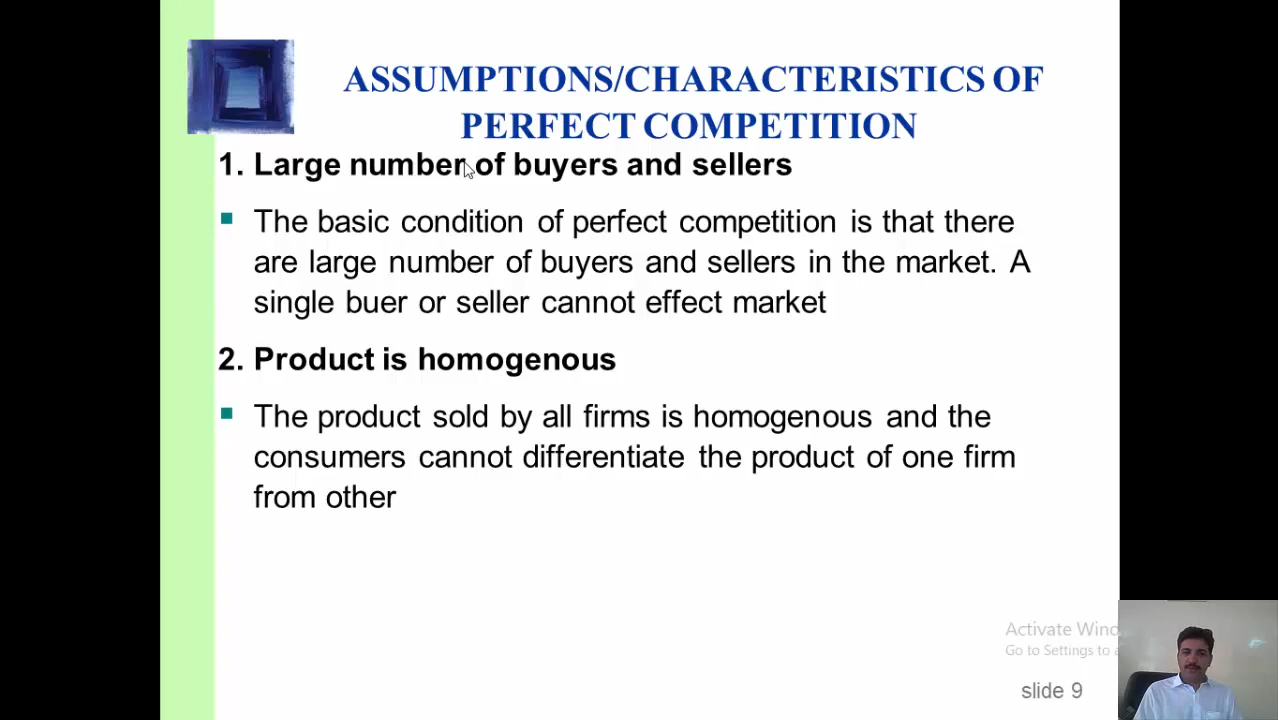 ASSUMPTIONS/CHARACTERISTICS OF
PERFECT COMPETITION
1. Large number of buyers and sellers
The basic condition of perfect competition is that there
are large number of buyers and sellers in the market. A
single buer or seller cannot effect market
2. Product is homogenous
The product sold by all firms is homogenous and the
consumers cannot differentiate the product of one firm
from other
Activate
Go to Settings to
slide 9